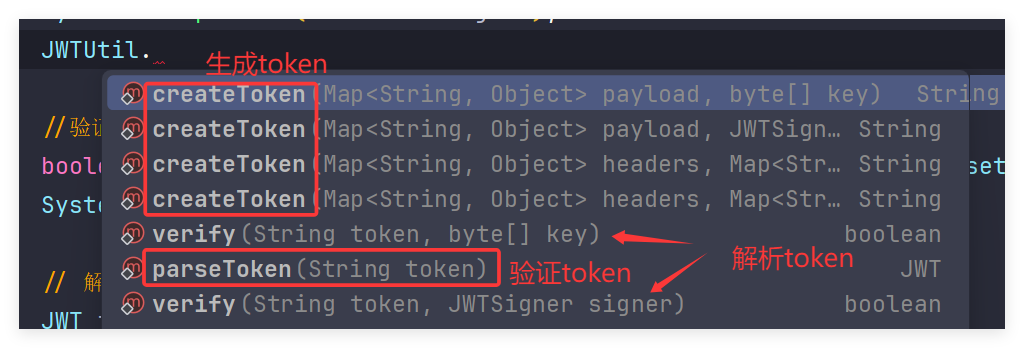 JWTUtil.
生成token
createToken(Map<String, Object> payload, byte[] key) String
//验证
createToken(Map<String, Object> payload, JWTSign… String
boole
createToken(Map<String, Object> headers, Map<Str… String
set
Syste
createToken(Map<String, Object> headers, Map<Str… String
verify(String token, byte[] key) boolean
解析token
// 解
parseToken(String token) JWT
验证token
JWT
verify(String token, JWTSigner signer) boolean